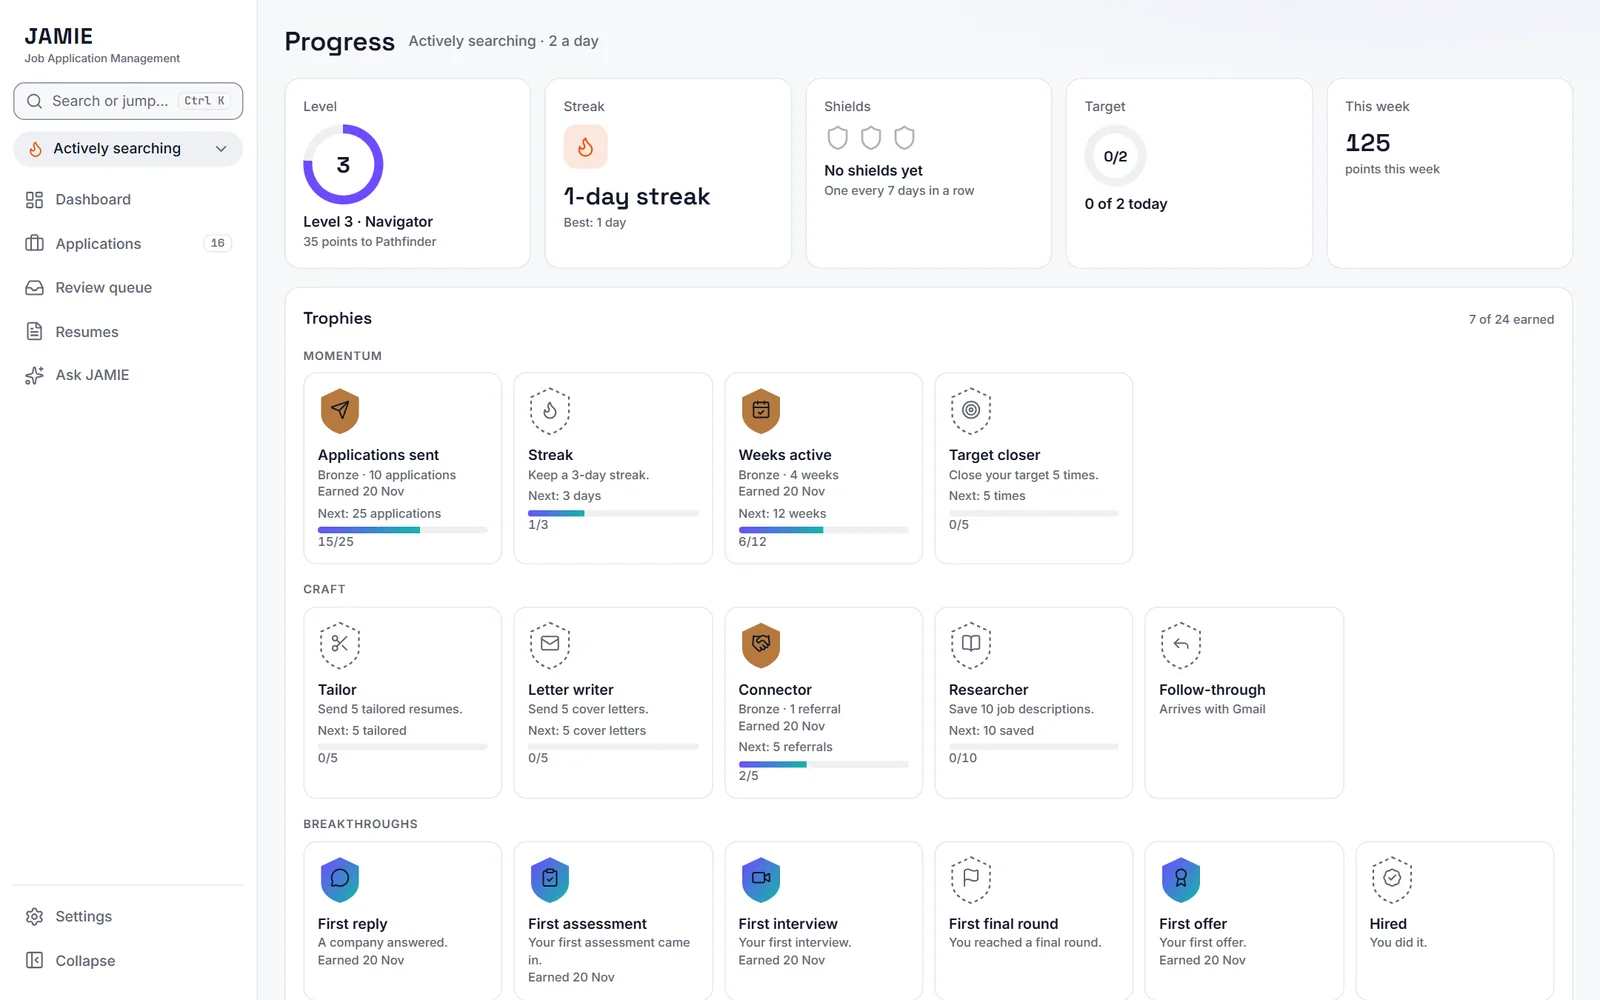 JAMIE
Job Application Management
Search or jump... Ctrl K
Actively searching
Dashboard
Applications 16
Review queue
Resumes
Ask JAMIE
Settings
Collapse
Progress Actively searching · 2 a day
Level
3
Level 3 · Navigator
35 points to Pathfinder
Streak
1-day streak
Best: 1 day
Shields
No shields yet
One every 7 days in a row
Target
0/2
0 of 2 today
This week
125
points this week
Trophies
7 of 24 earned
MOMENTUM
Applications sent
Bronze · 10 applications
Earned 20 Nov
Next: 25 applications
15/25
Streak
Keep a 3-day streak.
Next: 3 days
1/3
Weeks active
Bronze · 4 weeks
Earned 20 Nov
Next: 12 weeks
6/12
Target closer
Close your target 5 times.
Next: 5 times
0/5
CRAFT
Tailor
Send 5 tailored resumes.
Next: 5 tailored
0/5
Letter writer
Send 5 cover letters.
Next: 5 cover letters
0/5
Connector
Bronze · 1 referral
Earned 20 Nov
Next: 5 referrals
2/5
Researcher
Save 10 job descriptions.
Next: 10 saved
0/10
Follow-through
Arrives with Gmail
BREAKTHROUGHS
First reply
A company answered.
Earned 20 Nov
First assessment
Your first assessment came
in.
Earned 20 Nov
First interview
Your first interview.
Earned 20 Nov
First final round
You reached a final round.
First offer
Your first offer.
Earned 20 Nov
Hired
You did it.